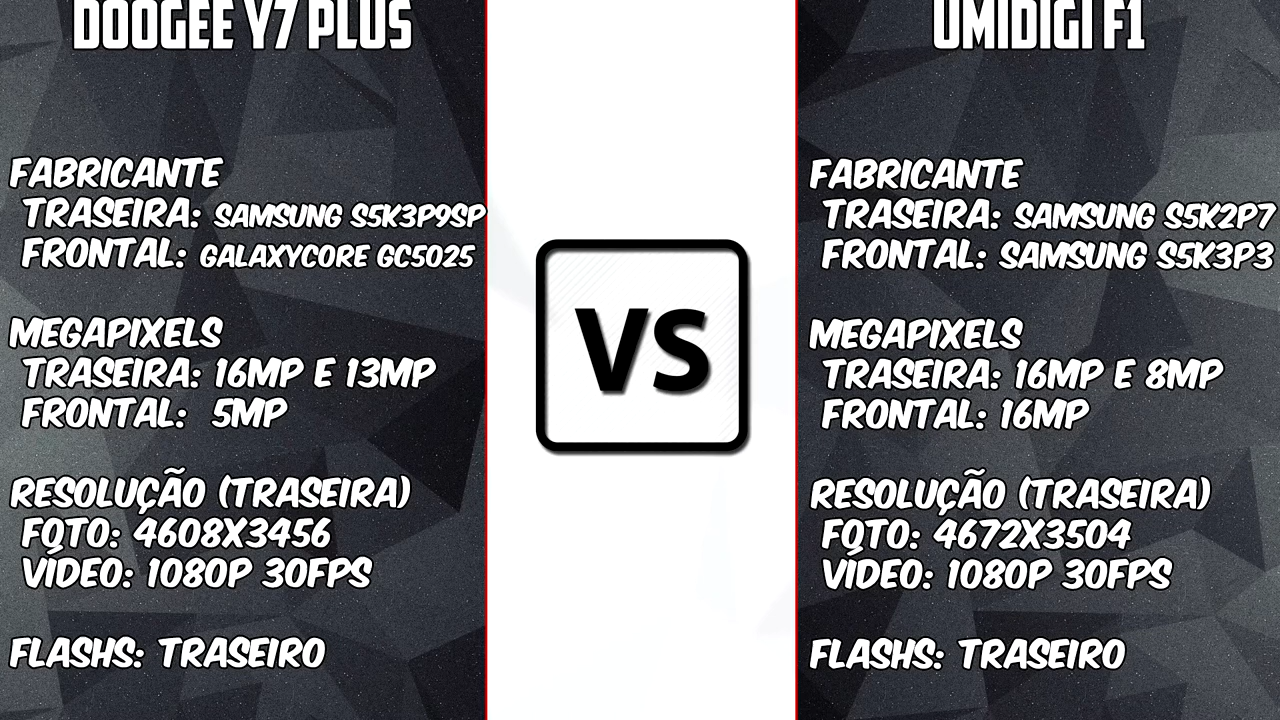 DOOGEE Y7 PLUS
FABRICANTE
TRASEIRA: SAMSUNG S5K3P9SP
FRONTAL: GALAXYCORE GC5025
MEGAPIXELS
TRASEIRA: 16MP E 13MP
FRONTAL: 5MP
RESOLUÇÃO (TRASEIRA)
FOTO: 4608X3456
VÍDEO: 1080P 30FPS
FLASHS: TRASEIRO
VS
UMIDIGI F1
FABRICANTE
TRASEIRA: SAMSUNG S5K2P7
FRONTAL: SAMSUNG S5K3P3
MEGAPIXELS
TRASEIRA: 16MP E 8MP
FRONTAL: 16MP
RESOLUÇÃO (TRASEIRA)
FOTO: 4672X3504
VÍDEO: 1080P 30FPS
FLASHS: TRASEIRO